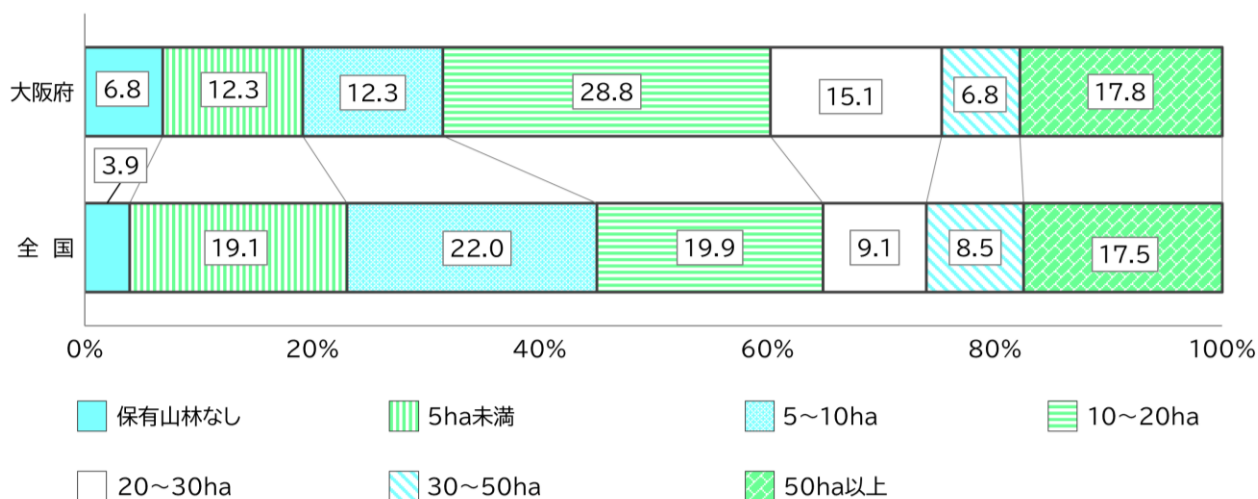 大阪府 6.8 12.3 12.3 28.8 15.1 6.8 17.8
3.9
全 国 19.1 22.0 19.9 9.1 8.5 17.5
0% 20% 40% 60% 80% 100%
保有山林なし 5ha未満 5～10ha 10～20ha
20～30ha 30～50ha 50ha以上